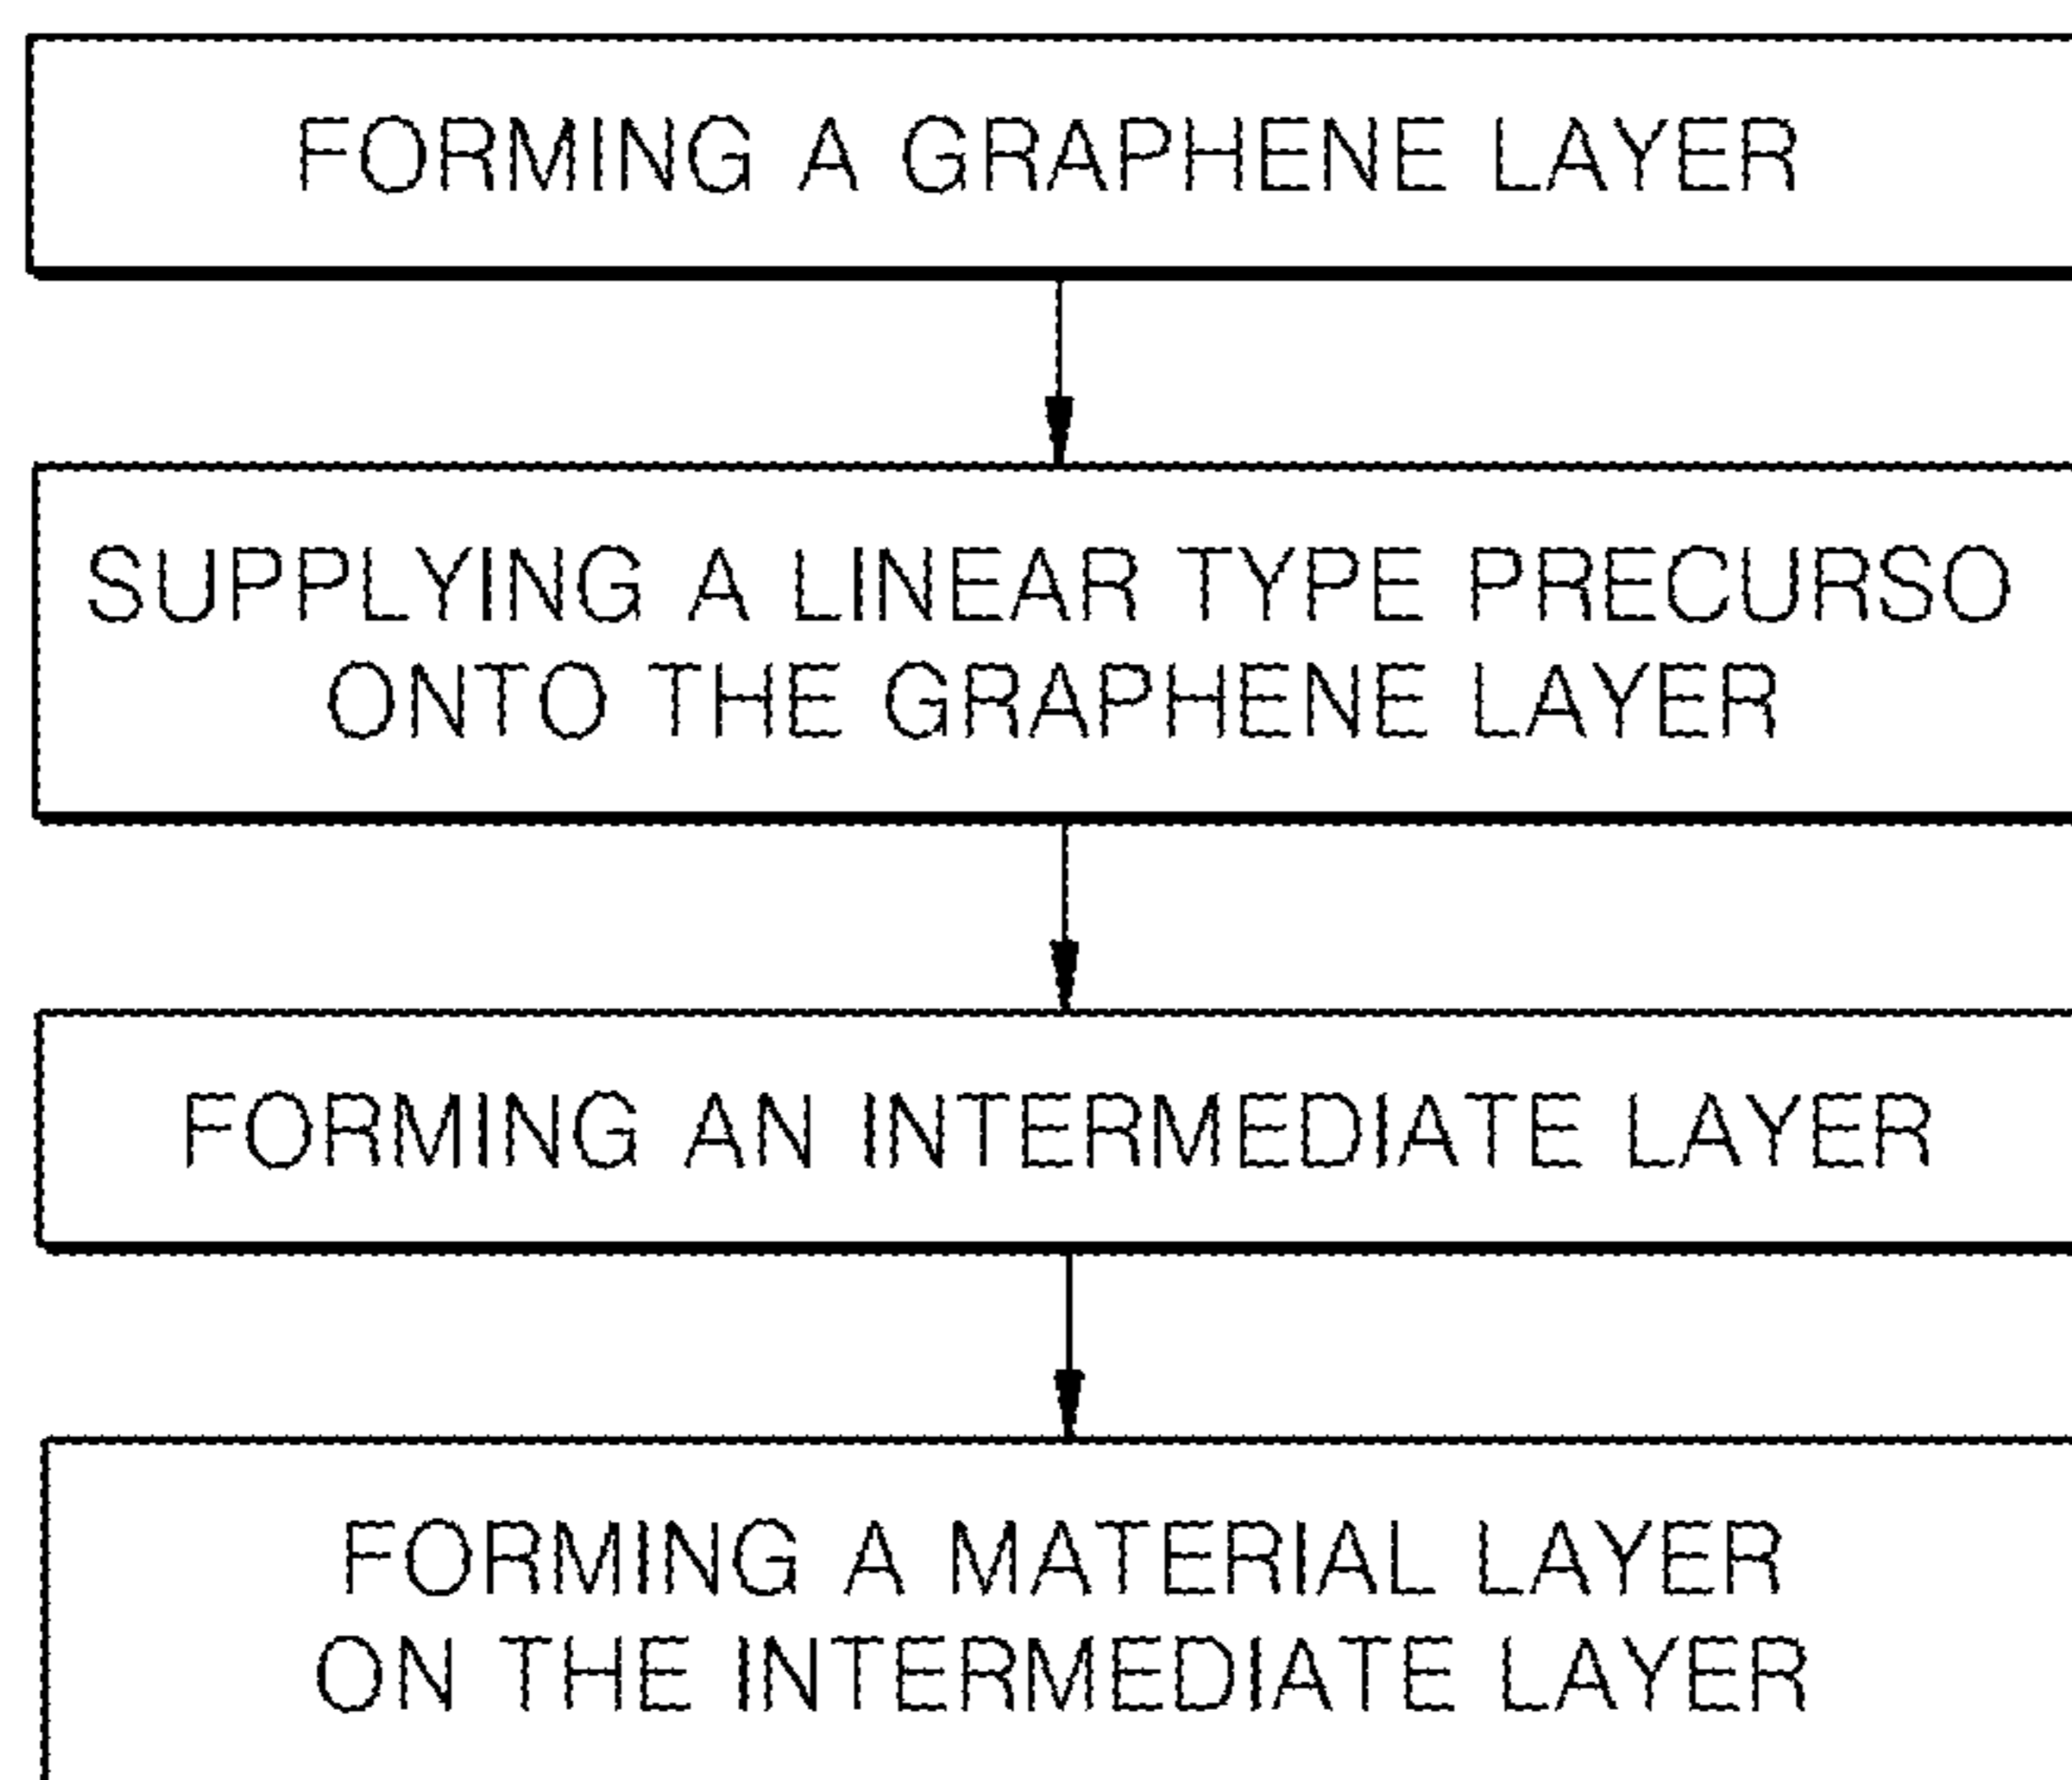 FORMING A GRAPHENE LAYER
SUPPLYING A LINEAR TYPE PRECURSO
ONTO THE GRAPHENE LAYER
FORMING AN INTERMEDIATE LAYER
FORMING A MATERIAL LAYER
ON THE INTERMEDIATE LAYER